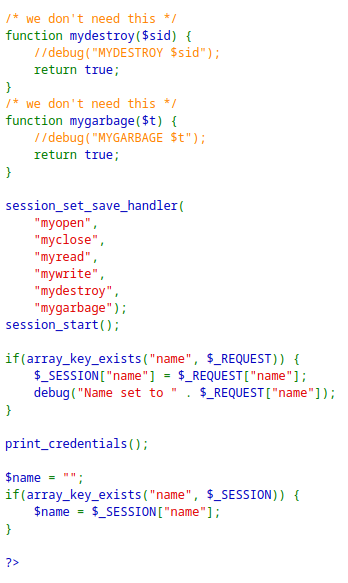 /* we don't need this */
function mydestroy($sid) {
    //debug("MYDESTROY $sid");
    return true;
}
/* we don't need this */
function mygarbage($t) {
    //debug("MYGARBAGE $t");
    return true;
}

session_set_save_handler(
    "myopen",
    "myclose",
    "myread",
    "mywrite",
    "mydestroy",
    "mygarbage");
session_start();

if(array_key_exists("name", $_REQUEST)) {
    $_SESSION["name"] = $_REQUEST["name"];
    debug("Name set to " . $_REQUEST["name"]);
}

print_credentials();

$name = "";
if(array_key_exists("name", $_SESSION)) {
    $name = $_SESSION["name"];
}

?>